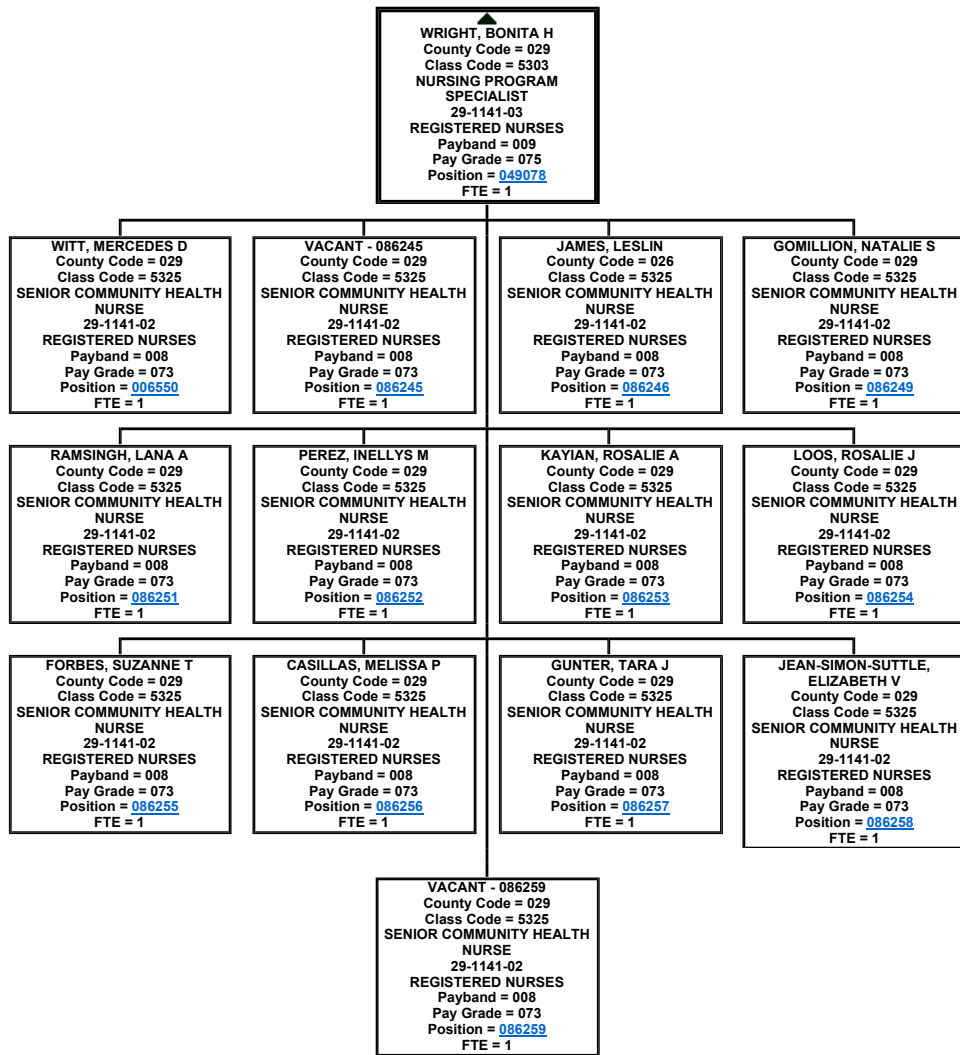 WRIGHT, BONITA H
County Code = 029
Class Code = 5303
NURSING PROGRAM
SPECIALIST
29-1141-03
REGISTERED NURSES
Payband = 009
Pay Grade = 075
Position = 049078
FTE = 1
WITT, MERCEDES D
County Code = 029
Class Code = 5325
SENIOR COMMUNITY HEALTH
NURSE
29-1141-02
REGISTERED NURSES
Payband = 008
Pay Grade = 073
Position = 006550
FTE = 1
VACANT - 086245
County Code = 029
Class Code = 5325
SENIOR COMMUNITY HEALTH
NURSE
29-1141-02
REGISTERED NURSES
Payband = 008
Pay Grade = 073
Position = 086245
FTE = 1
JAMES, LESLIN
County Code = 026
Class Code = 5325
SENIOR COMMUNITY HEALTH
NURSE
29-1141-02
REGISTERED NURSES
Payband = 008
Pay Grade = 073
Position = 086246
FTE = 1
GOMILLION, NATALIE S
County Code = 029
Class Code = 5325
SENIOR COMMUNITY HEALTH
NURSE
29-1141-02
REGISTERED NURSES
Payband = 008
Pay Grade = 073
Position = 086249
FTE = 1
RAMSINGH, LANA A
County Code = 029
Class Code = 5325
SENIOR COMMUNITY HEALTH
NURSE
29-1141-02
REGISTERED NURSES
Payband = 008
Pay Grade = 073
Position = 086251
FTE = 1
PEREZ, INELLYS M
County Code = 029
Class Code = 5325
SENIOR COMMUNITY HEALTH
NURSE
29-1141-02
REGISTERED NURSES
Payband = 008
Pay Grade = 073
Position = 086252
FTE = 1
KAYIAN, ROSALIE A
County Code = 029
Class Code = 5325
SENIOR COMMUNITY HEALTH
NURSE
29-1141-02
REGISTERED NURSES
Payband = 008
Pay Grade = 073
Position = 086253
FTE = 1
LOOS, ROSALIE J
County Code = 029
Class Code = 5325
SENIOR COMMUNITY HEALTH
NURSE
29-1141-02
REGISTERED NURSES
Payband = 008
Pay Grade = 073
Position = 086254
FTE = 1
FORBES, SUZANNE T
County Code = 029
Class Code = 5325
SENIOR COMMUNITY HEALTH
NURSE
29-1141-02
REGISTERED NURSES
Payband = 008
Pay Grade = 073
Position = 086255
FTE = 1
CASILLAS, MELISSA P
County Code = 029
Class Code = 5325
SENIOR COMMUNITY HEALTH
NURSE
29-1141-02
REGISTERED NURSES
Payband = 008
Pay Grade = 073
Position = 086256
FTE = 1
GUNTER, TARA J
County Code = 029
Class Code = 5325
SENIOR COMMUNITY HEALTH
NURSE
29-1141-02
REGISTERED NURSES
Payband = 008
Pay Grade = 073
Position = 086257
FTE = 1
JEAN-SIMON-SUTTLE,
ELIZABETH V
County Code = 029
Class Code = 5325
SENIOR COMMUNITY HEALTH
NURSE
29-1141-02
REGISTERED NURSES
Payband = 008
Pay Grade = 073
Position = 086258
FTE = 1
VACANT - 086259
County Code = 029
Class Code = 5325
SENIOR COMMUNITY HEALTH
NURSE
29-1141-02
REGISTERED NURSES
Payband = 008
Pay Grade = 073
Position = 086259
FTE = 1